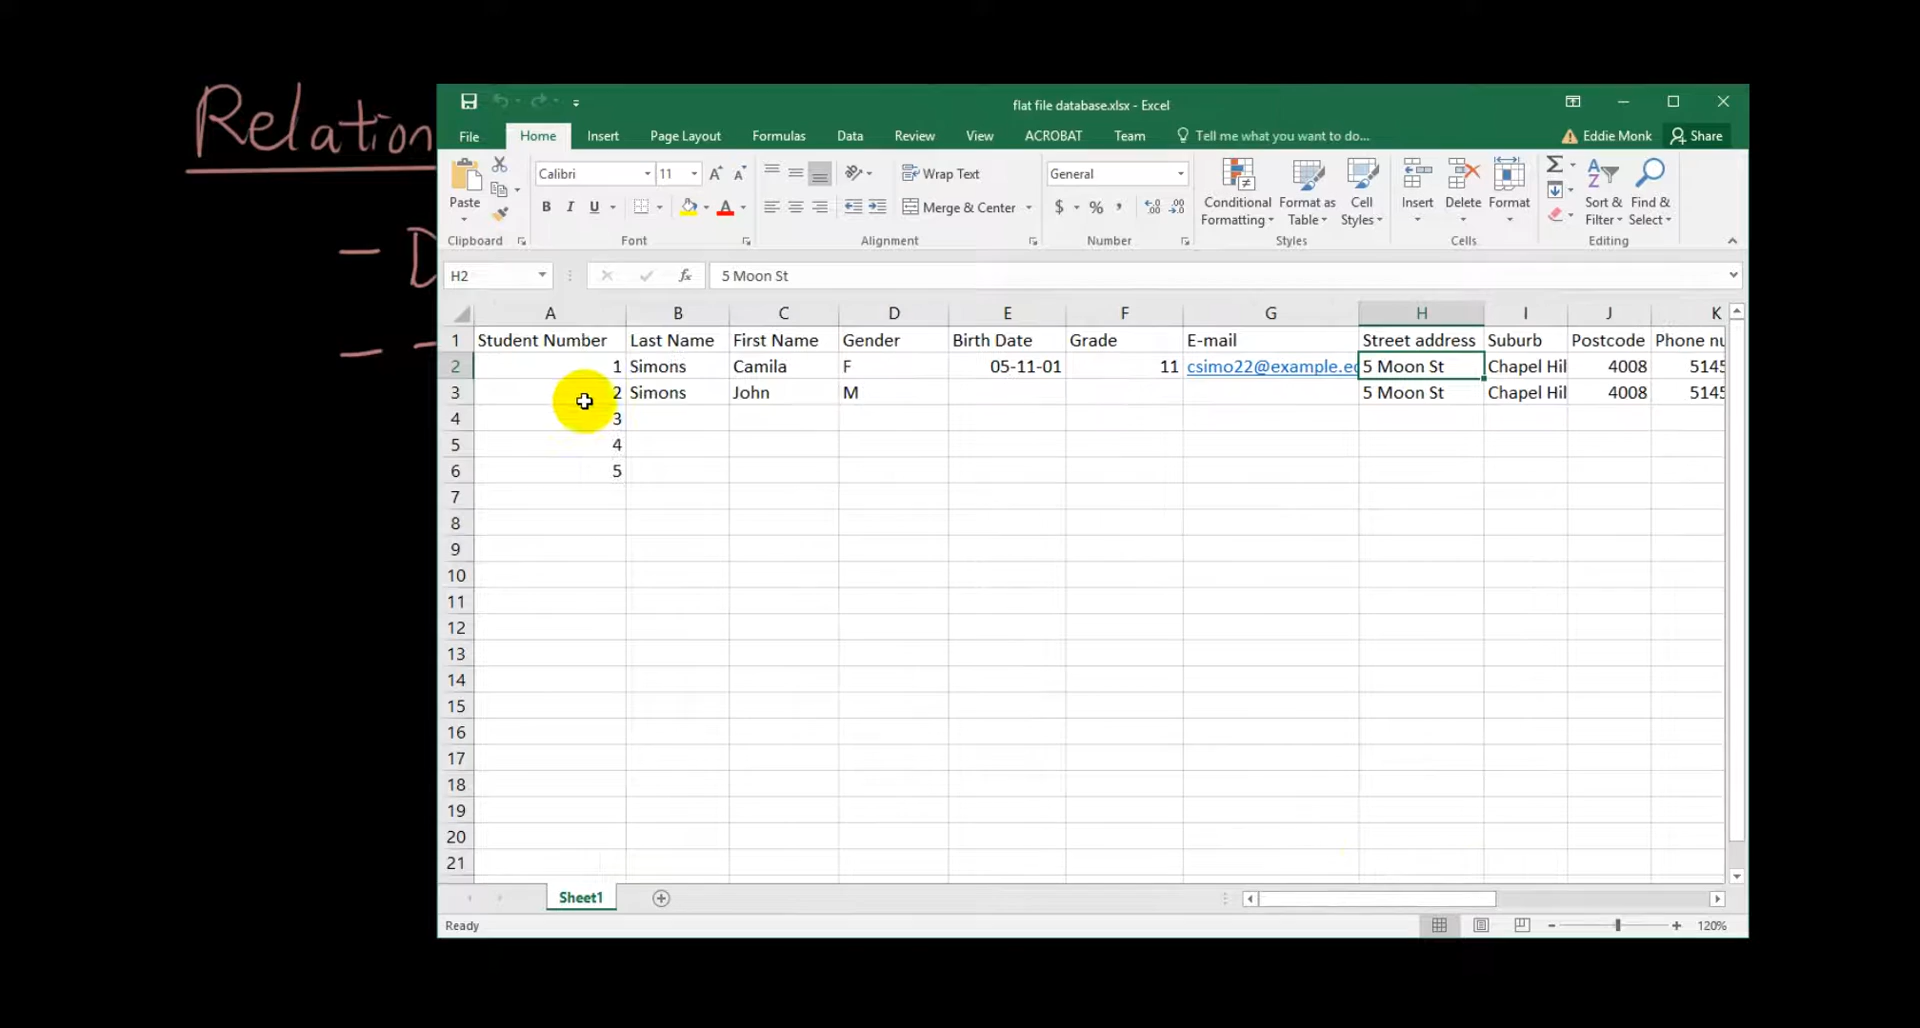 Relation
- D
flat file database.xlsx - Excel
File Home Insert Page Layout Formulas Data Review View ACROBAT Team Tell me what you want to do... Eddie Monk Share
Calibri 11 Wrap Text General
Paste B I U Merge & Center $ % , Conditional Formatting Format as Table Cell Styles Insert Delete Format Sort & Filter Find & Select
Clipboard Font Alignment Number Styles Cells Editing
H2 fx 5 Moon St
A B C D E F G H I J K
1 Student Number Last Name First Name Gender Birth Date Grade E-mail Street address Suburb Postcode Phone nu
2 1 Simons Camila F 05-11-01 11 csimo22@example.ec 5 Moon St Chapel Hil 4008 5145
3 2 Simons John M 5 Moon St Chapel Hil 4008 5145
4 3
5 4
6 5
7
8
9
10
11
12
13
14
15
16
17
18
19
20
21
Sheet1
Ready 120%